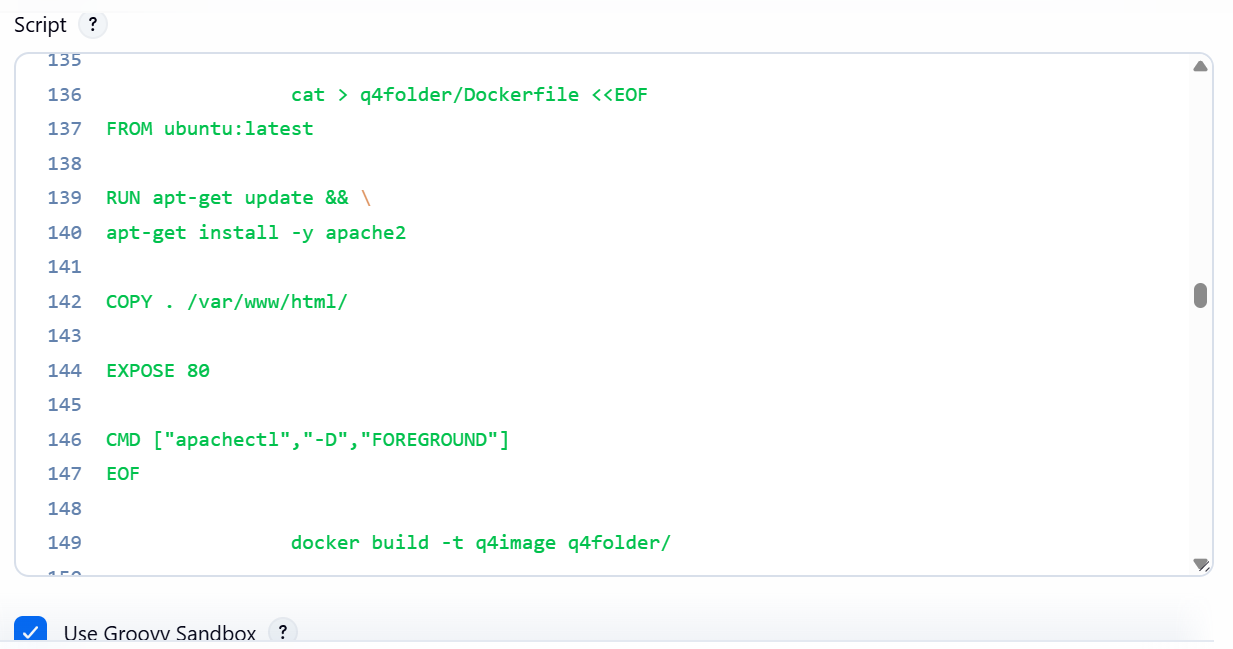 Script ?
135
136 cat > q4folder/Dockerfile <<EOF
137 FROM ubuntu:latest
138
139 RUN apt-get update && \
140 apt-get install -y apache2
141
142 COPY . /var/www/html/
143
144 EXPOSE 80
145
146 CMD ["apachectl","-D","FOREGROUND"]
147 EOF
148
149 docker build -t q4image q4folder/
Use Groovy Sandbox ?